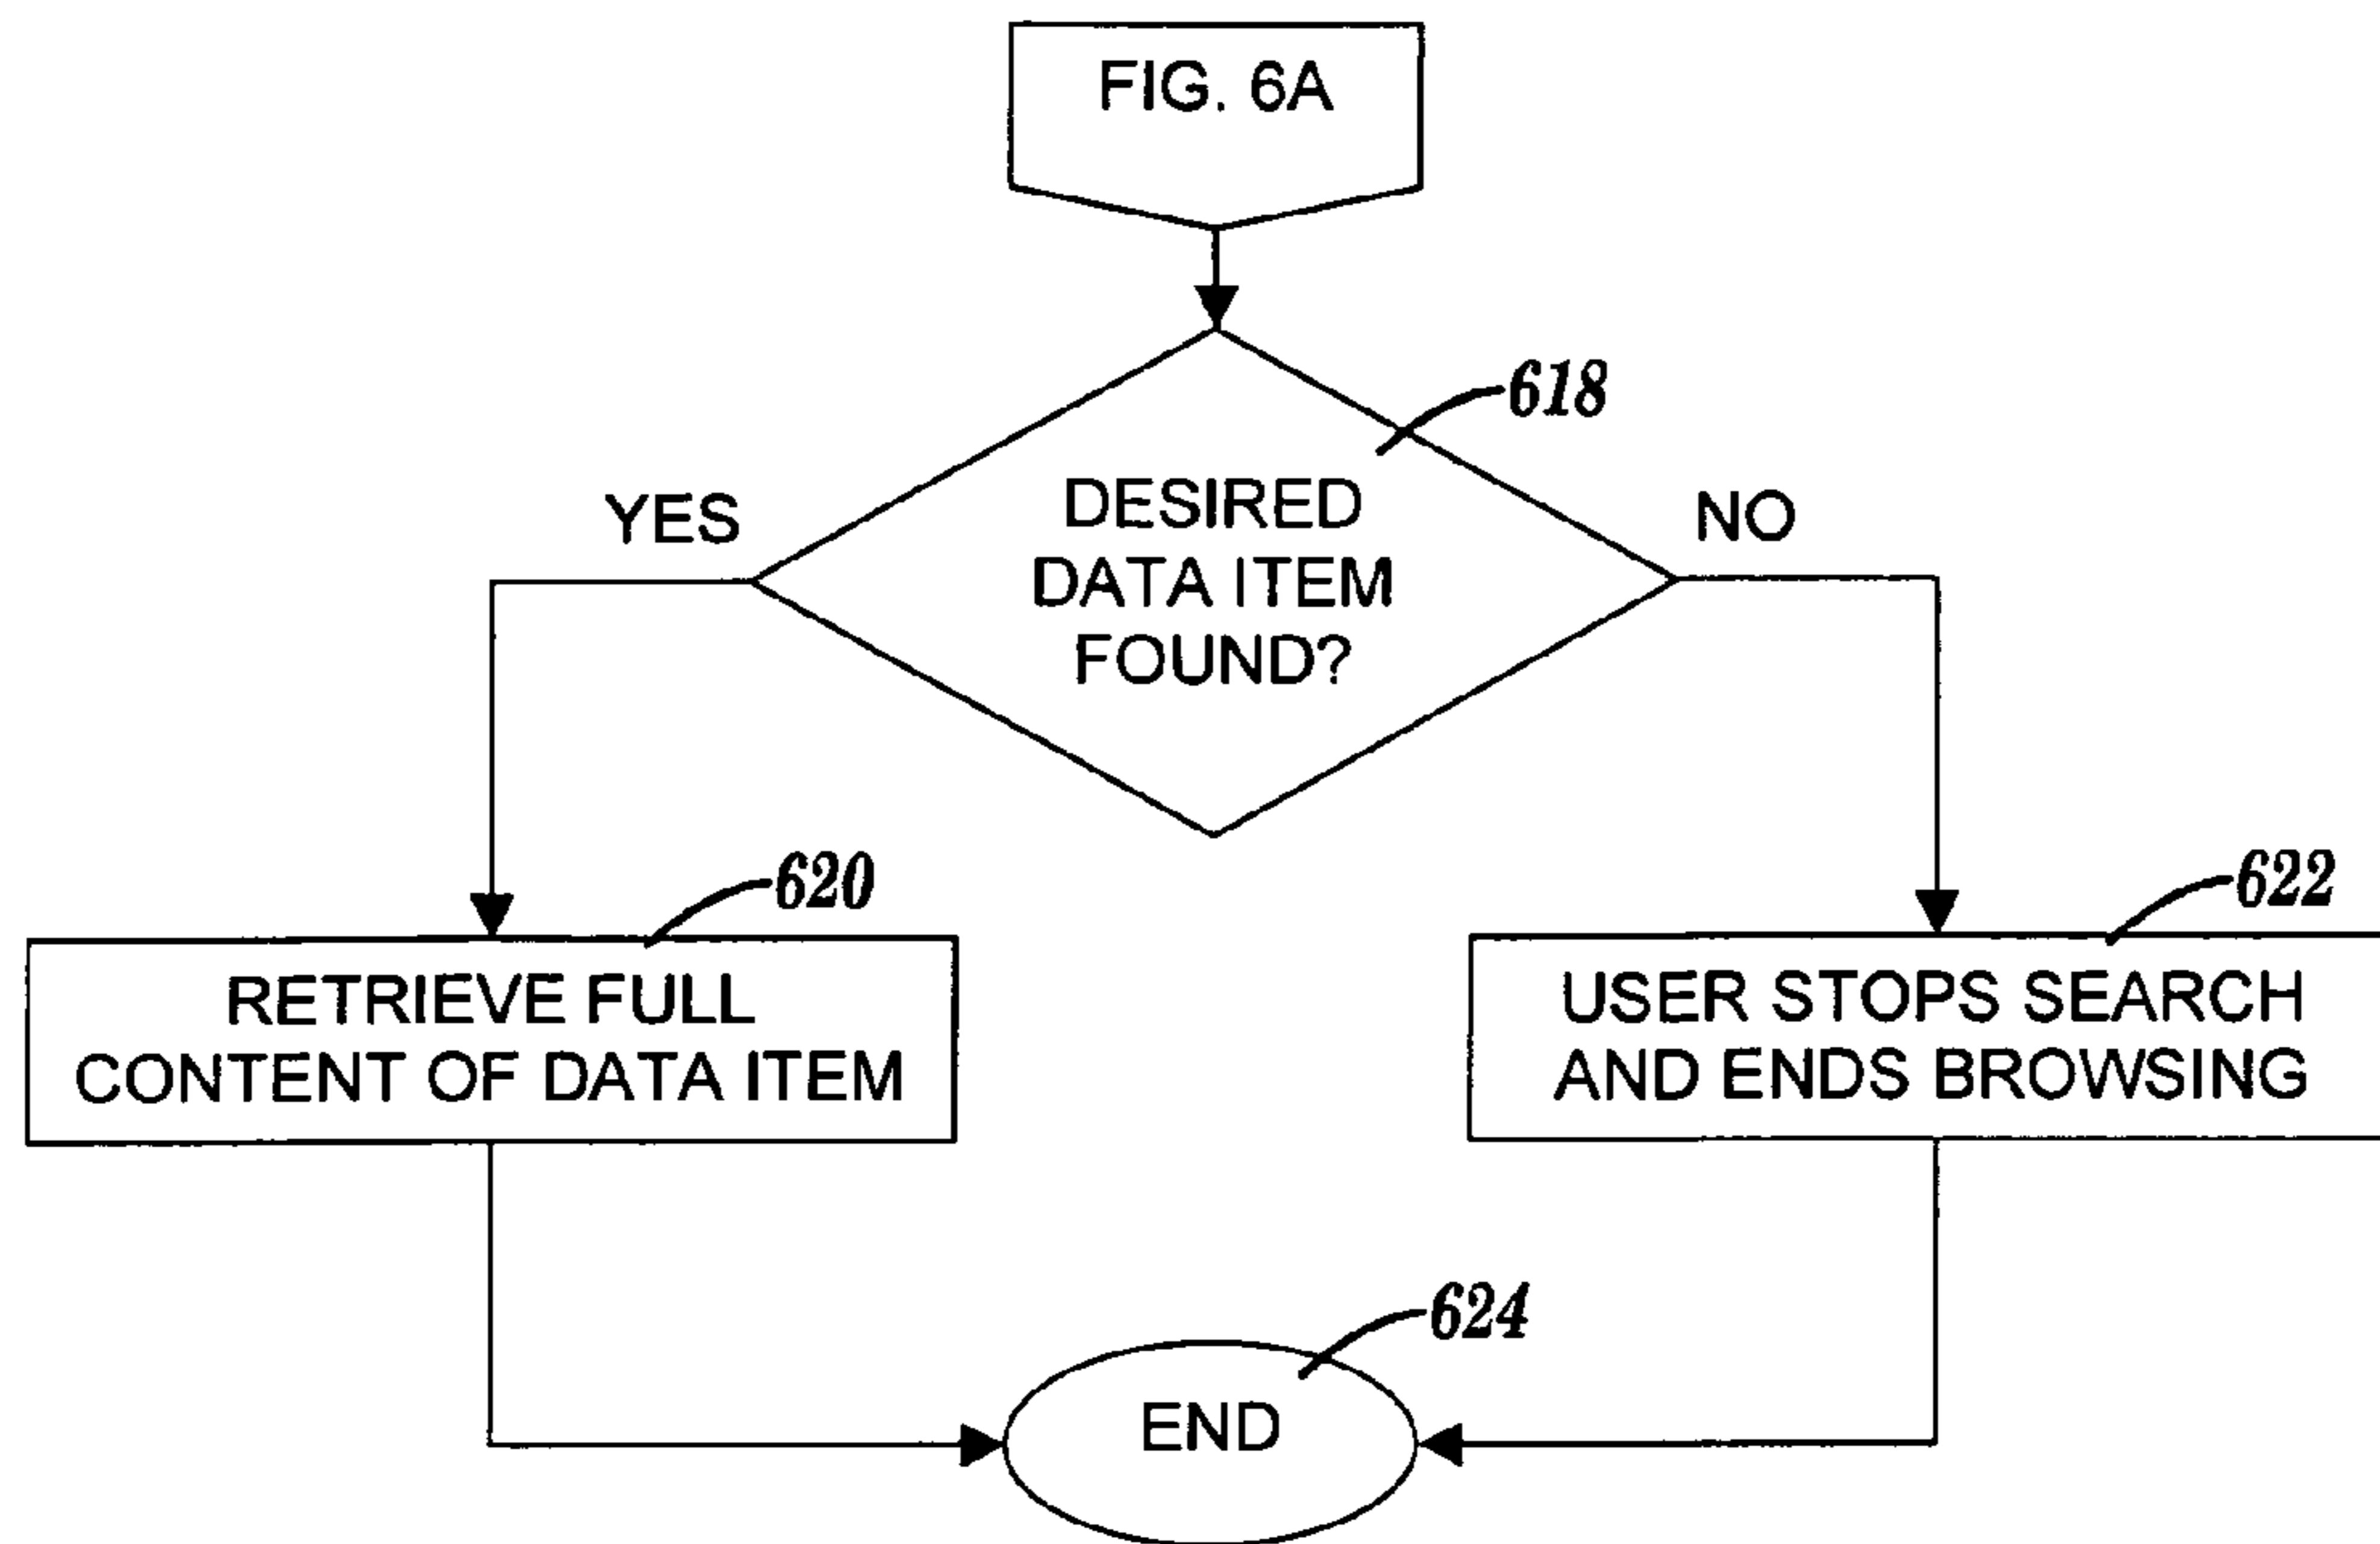 FIG. 6A
618
DESIRED
DATA ITEM
FOUND?
YES
NO
620
622
RETRIEVE FULL
CONTENT OF DATA ITEM
USER STOPS SEARCH
AND ENDS BROWSING
624
END